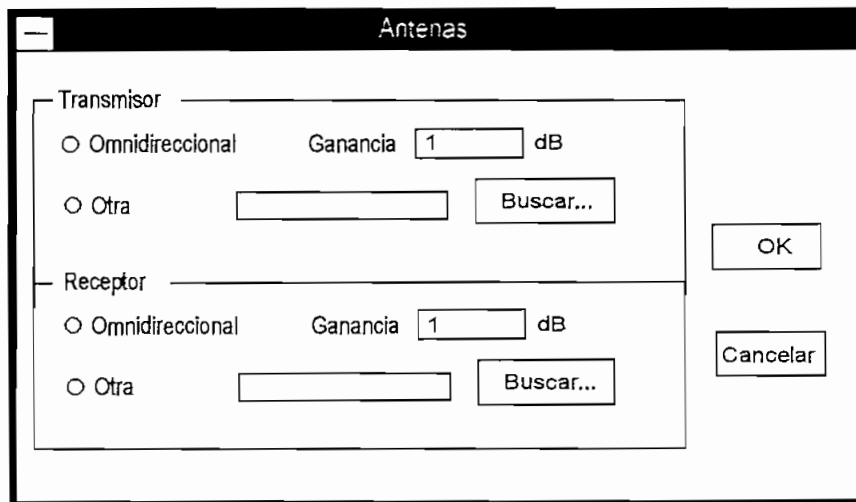 Antenas
Transmisor
Omnidireccional Ganancia 1 dB
Otra Buscar...
OK
Receptor
Omnidireccional Ganancia 1 dB
Cancelar
Otra Buscar...